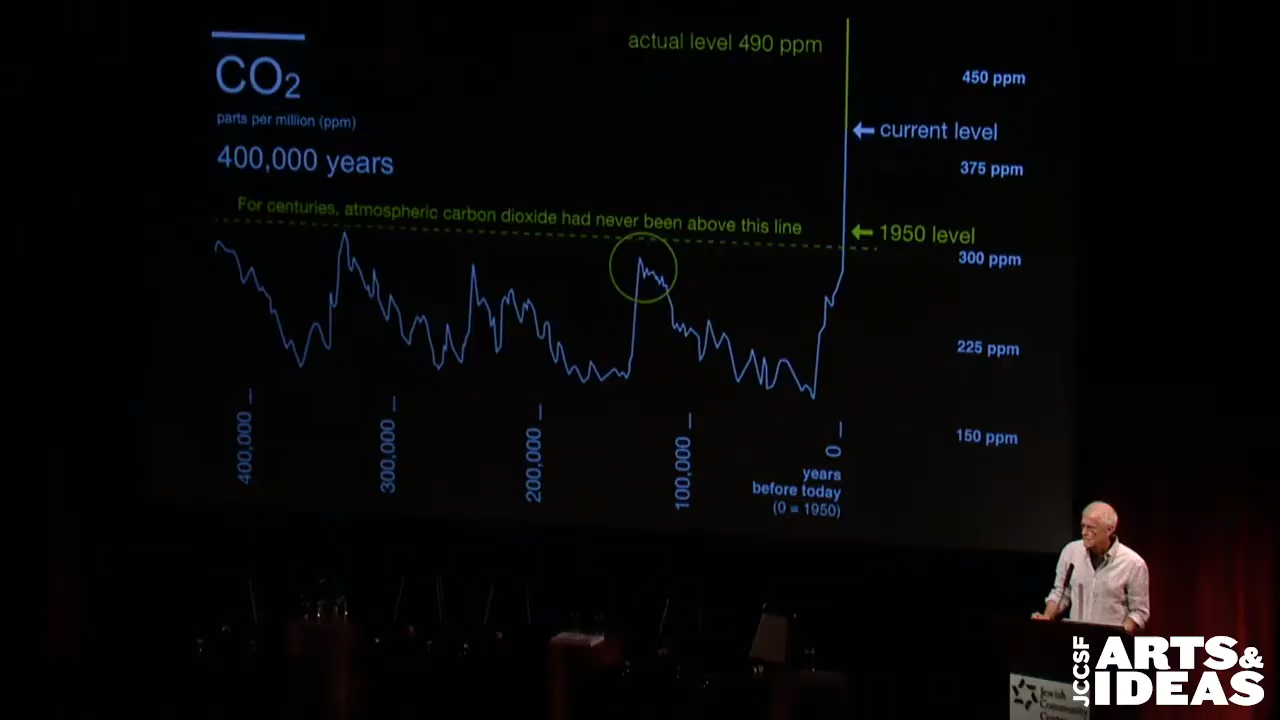 actual level 490 ppm
CO2
parts per million (ppm)
400,000 years
450 ppm
current level
375 ppm
For centuries, atmospheric carbon dioxide had never been above this line
1950 level
300 ppm
225 ppm
150 ppm
400,000
300,000
200,000
100,000
0
years
before today
(0 = 1950)
JCCSF
ARTS&
IDEAS
Jewish
Community